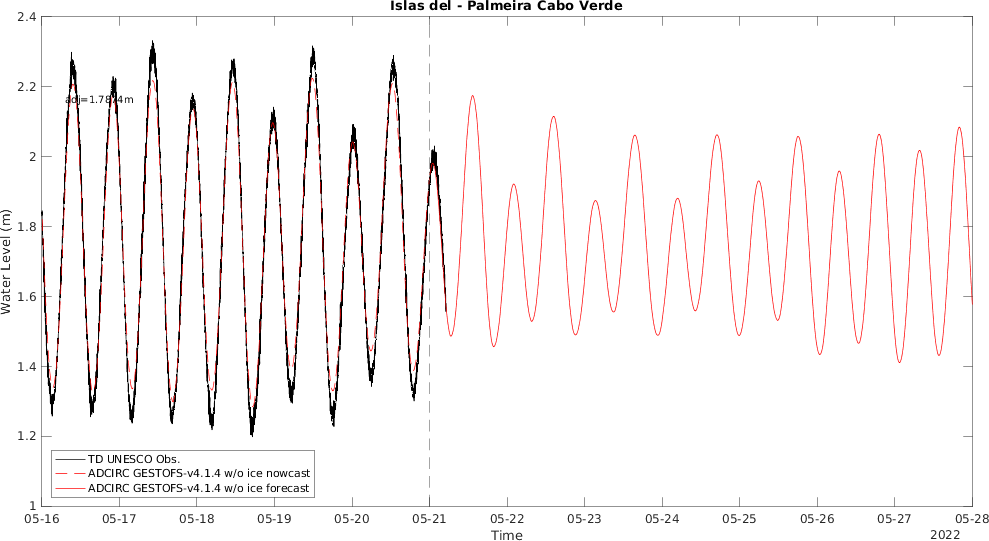 Islas del - Palmeira Cabo Verde
2.4
2.2
adj=1.7874m
2
1.8
Water Level (m)
1.6
1.4
1.2
TD UNESCO Obs.
ADCIRC GESTOFS-v4.1.4 w/o ice nowcast
ADCIRC GESTOFS-v4.1.4 w/o ice forecast
1
05-16 05-17 05-18 05-19 05-20 05-21 05-22 05-23 05-24 05-25 05-26 05-27 05-28
Time
2022